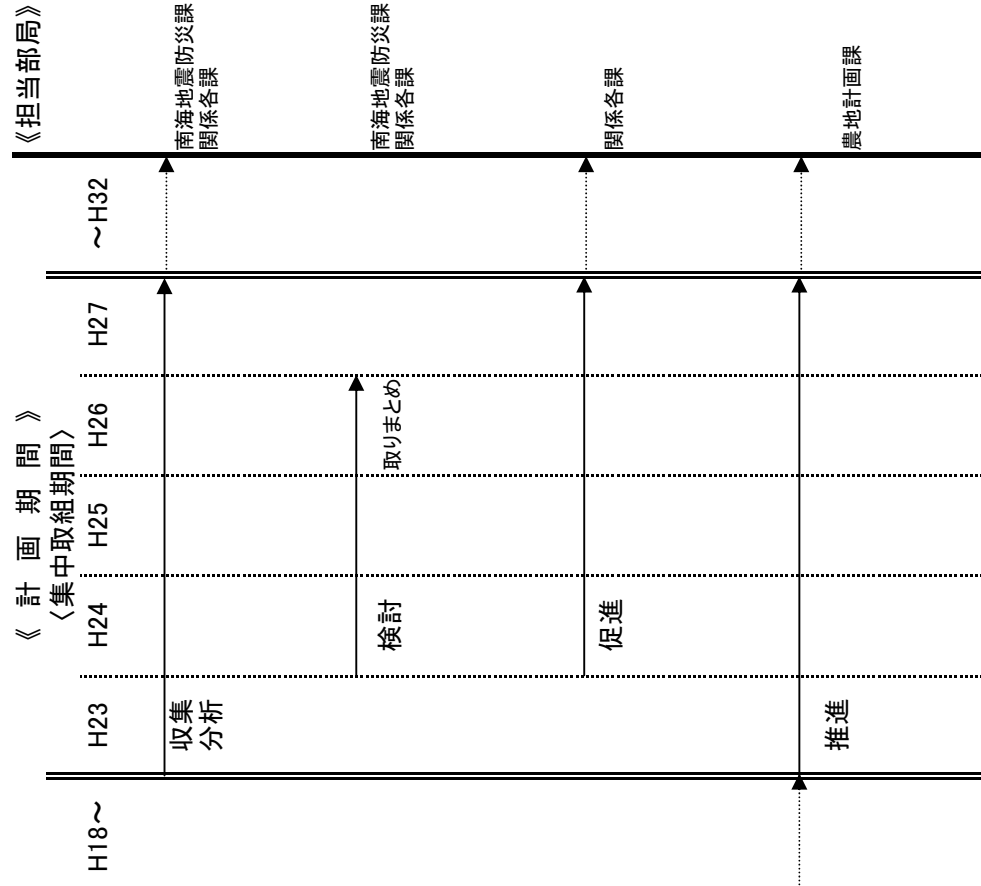 《 計 画 期 間 》
《担当部局》
〈集中取組期間〉
H18～
H23
H24
H25
H26
H27
～H32
収集
分析
南海地震防災課
関係各課
検討
取りまとめ
南海地震防災課
関係各課
促進
関係各課
推進
農地計画課